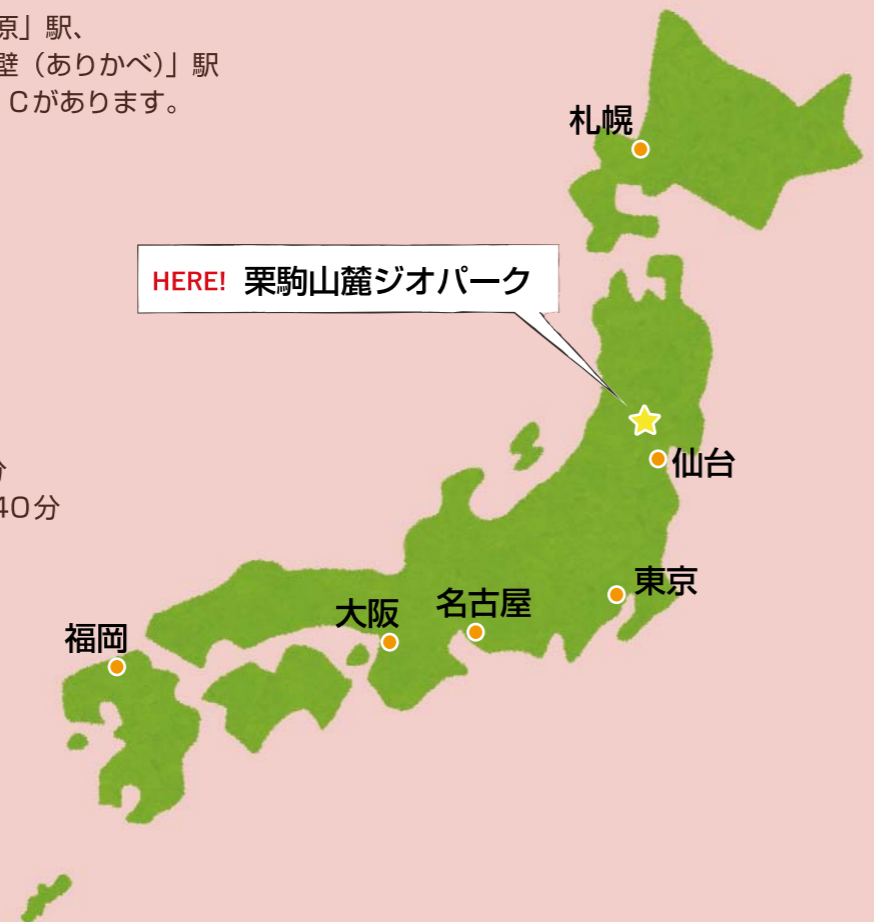 原」駅、
壁（ありかべ）」駅
Cがあります。
札幌
HERE! 栗駒山麓ジオパーク
分
仙台
40分
東京
名古屋
大阪
福岡